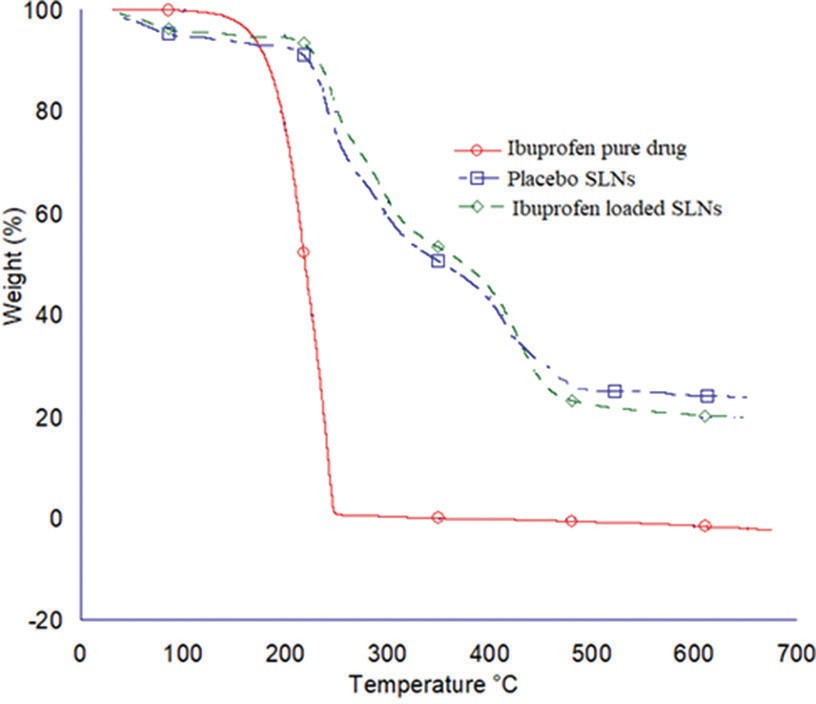 100
80
60
40
20
0
-20
Weight (%)
Ibuprofen pure drug
Placebo SLNs
Ibuprofen loaded SLNs
0 100 200 300 400 500 600 700
Temperature °C